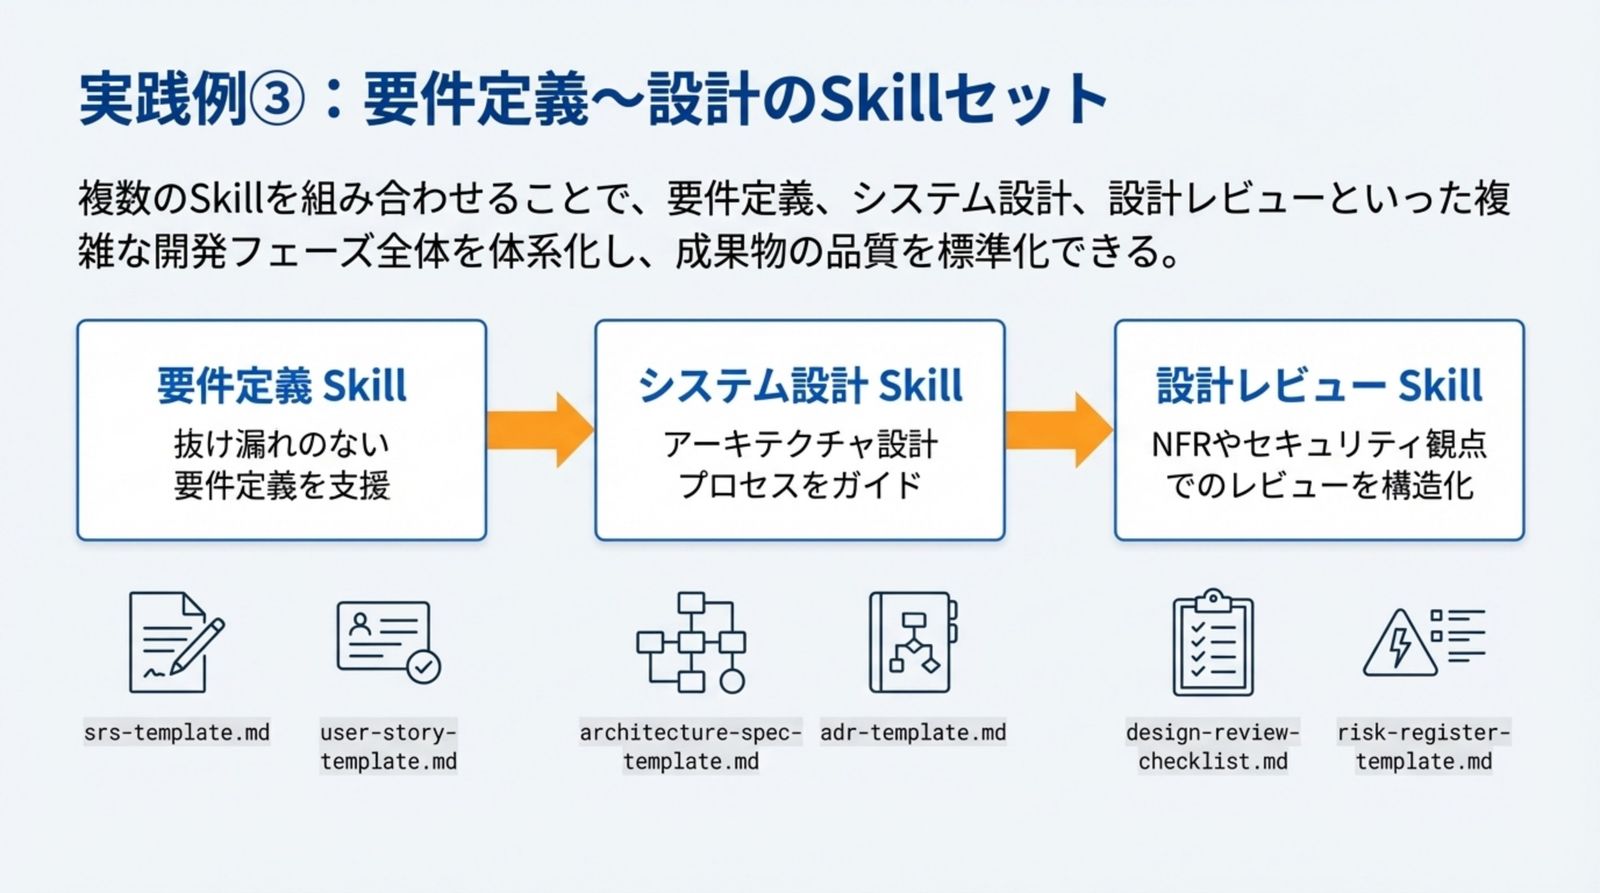 実践例③：要件定義〜設計のSkillセット
複数のSkillを組み合わせることで、要件定義、システム設計、設計レビューといった複
雑な開発フェーズ全体を体系化し、成果物の品質を標準化できる。
要件定義 Skill
抜け漏れのない
要件定義を支援
システム設計 Skill
アーキテクチャ設計
プロセスをガイド
設計レビュー Skill
NFRやセキュリティ観点
でのレビューを構造化
srs-template.md
user-story-
template.md
architecture-spec-
template.md
adr-template.md
design-review-
checklist.md
risk-register-
template.md